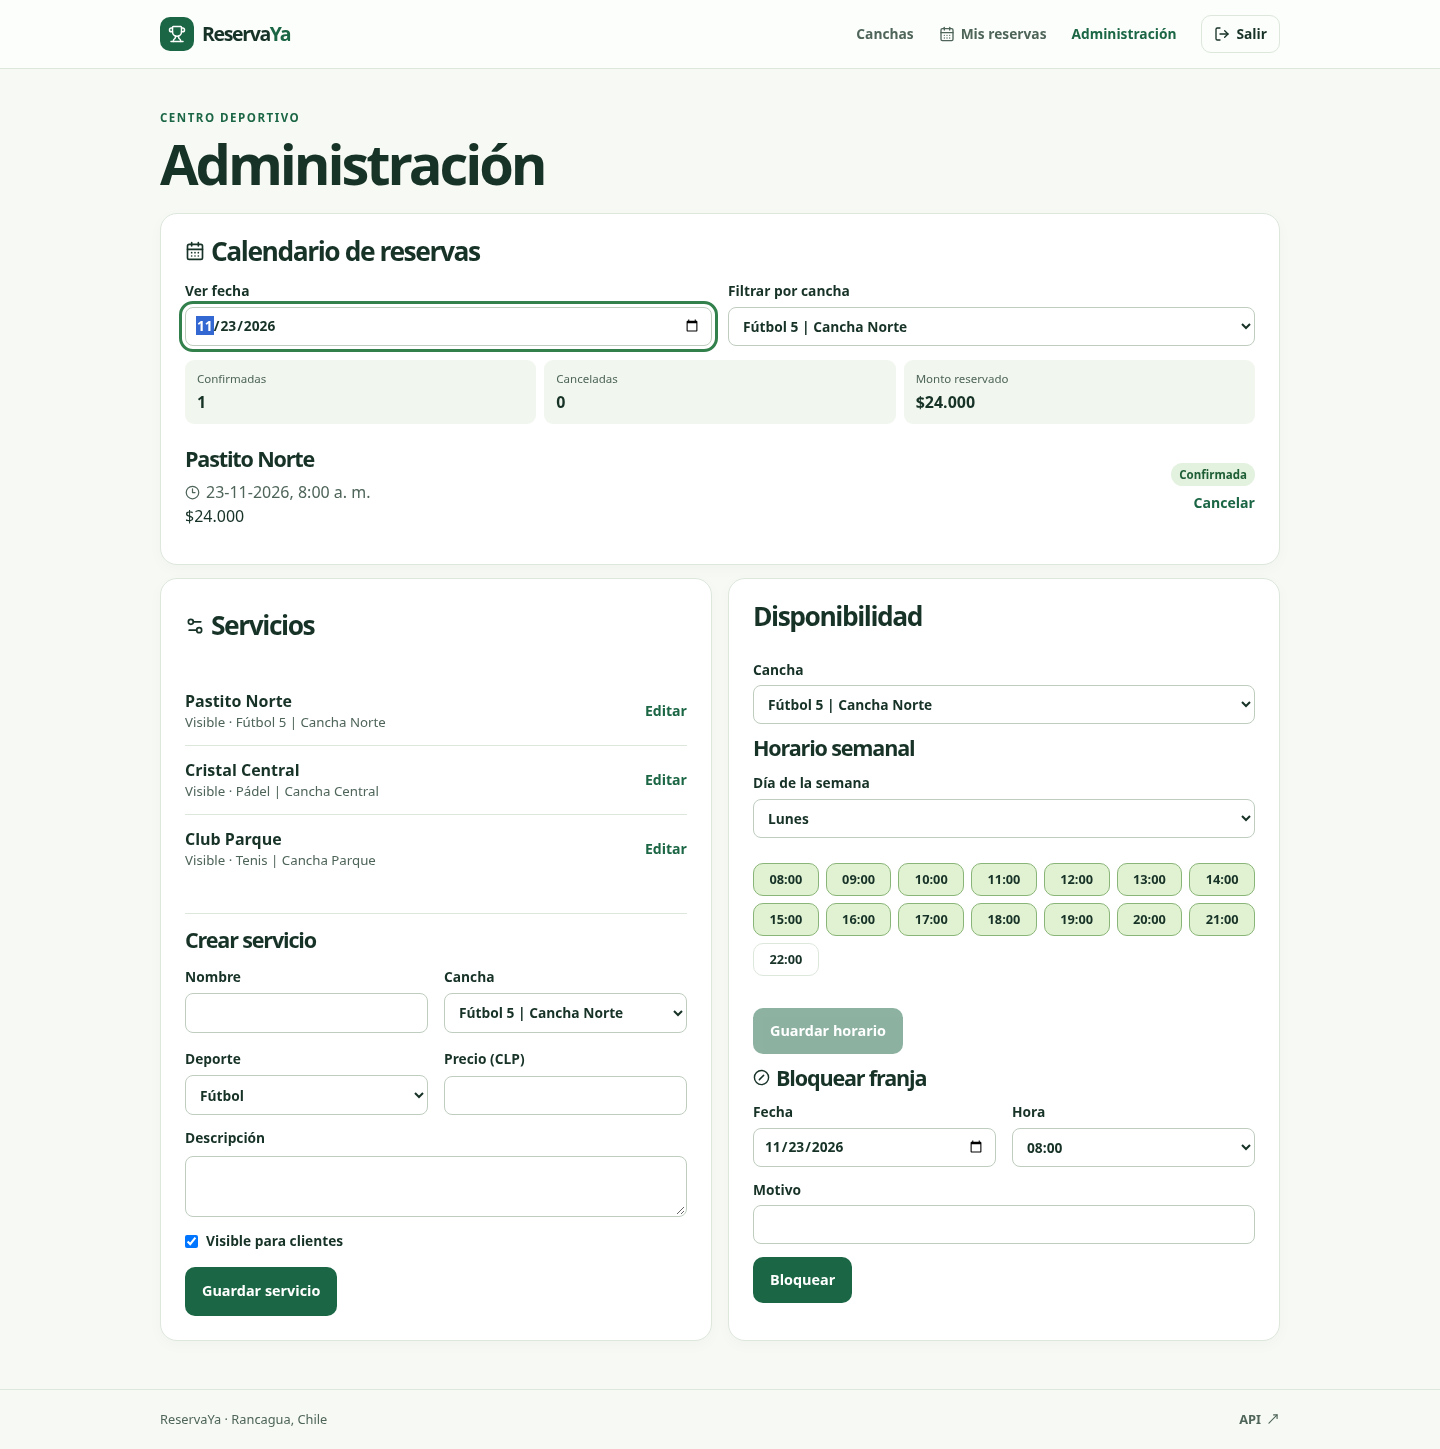 ReservaYa
Canchas
Mis reservas
Administración
Salir
CENTRO DEPORTIVO
Administración
Calendario de reservas
Ver fecha
Filtrar por cancha
11/23/2026
Fútbol 5 | Cancha Norte
Confirmadas
1
Canceladas
0
Monto reservado
$24.000
Pastito Norte
23-11-2026, 8:00 a. m.
$24.000
Confirmada
Cancelar
Servicios
Pastito Norte
Visible · Fútbol 5 | Cancha Norte
Editar
Cristal Central
Visible · Pádel | Cancha Central
Editar
Club Parque
Visible · Tenis | Cancha Parque
Editar
Crear servicio
Nombre
Cancha
Fútbol 5 | Cancha Norte
Deporte
Precio (CLP)
Fútbol
Descripción
Visible para clientes
Guardar servicio
Disponibilidad
Cancha
Fútbol 5 | Cancha Norte
Horario semanal
Día de la semana
Lunes
08:00 09:00 10:00 11:00 12:00 13:00 14:00
15:00 16:00 17:00 18:00 19:00 20:00 21:00
22:00
Guardar horario
Bloquear franja
Fecha
Hora
11/23/2026
08:00
Motivo
Bloquear
ReservaYa · Rancagua, Chile
API ↗